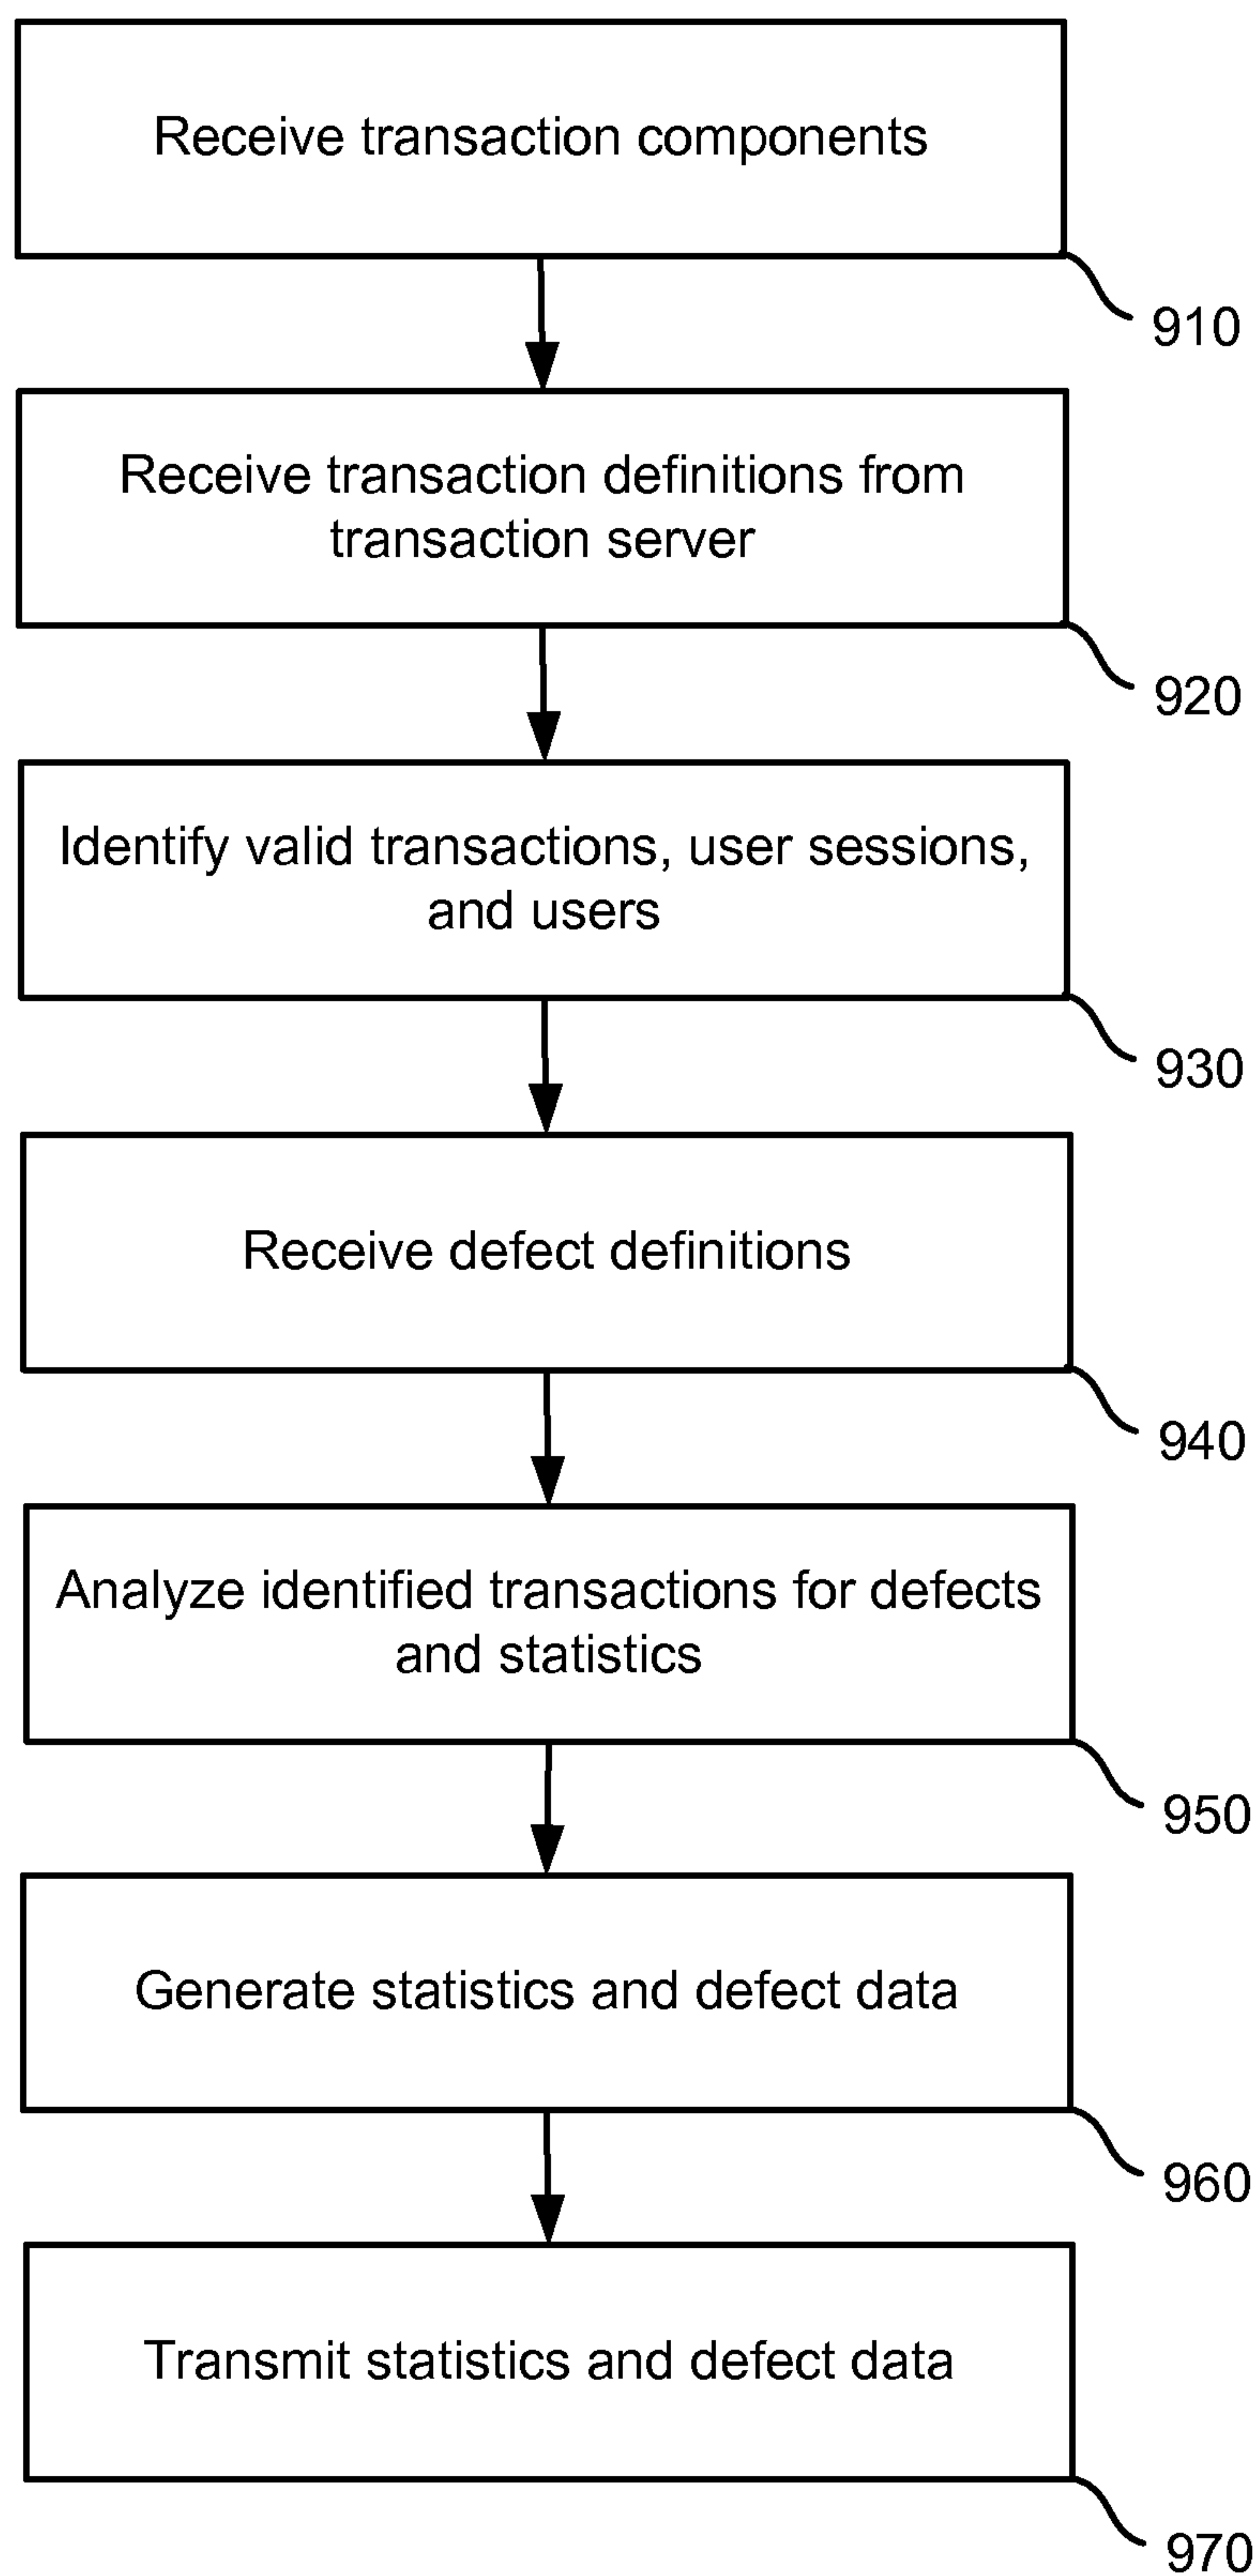 Receive transaction components
910
Receive transaction definitions from
transaction server
920
Identify valid transactions, user sessions,
and users
930
Receive defect definitions
940
Analyze identified transactions for defects
and statistics
950
Generate statistics and defect data
960
Transmit statistics and defect data
970